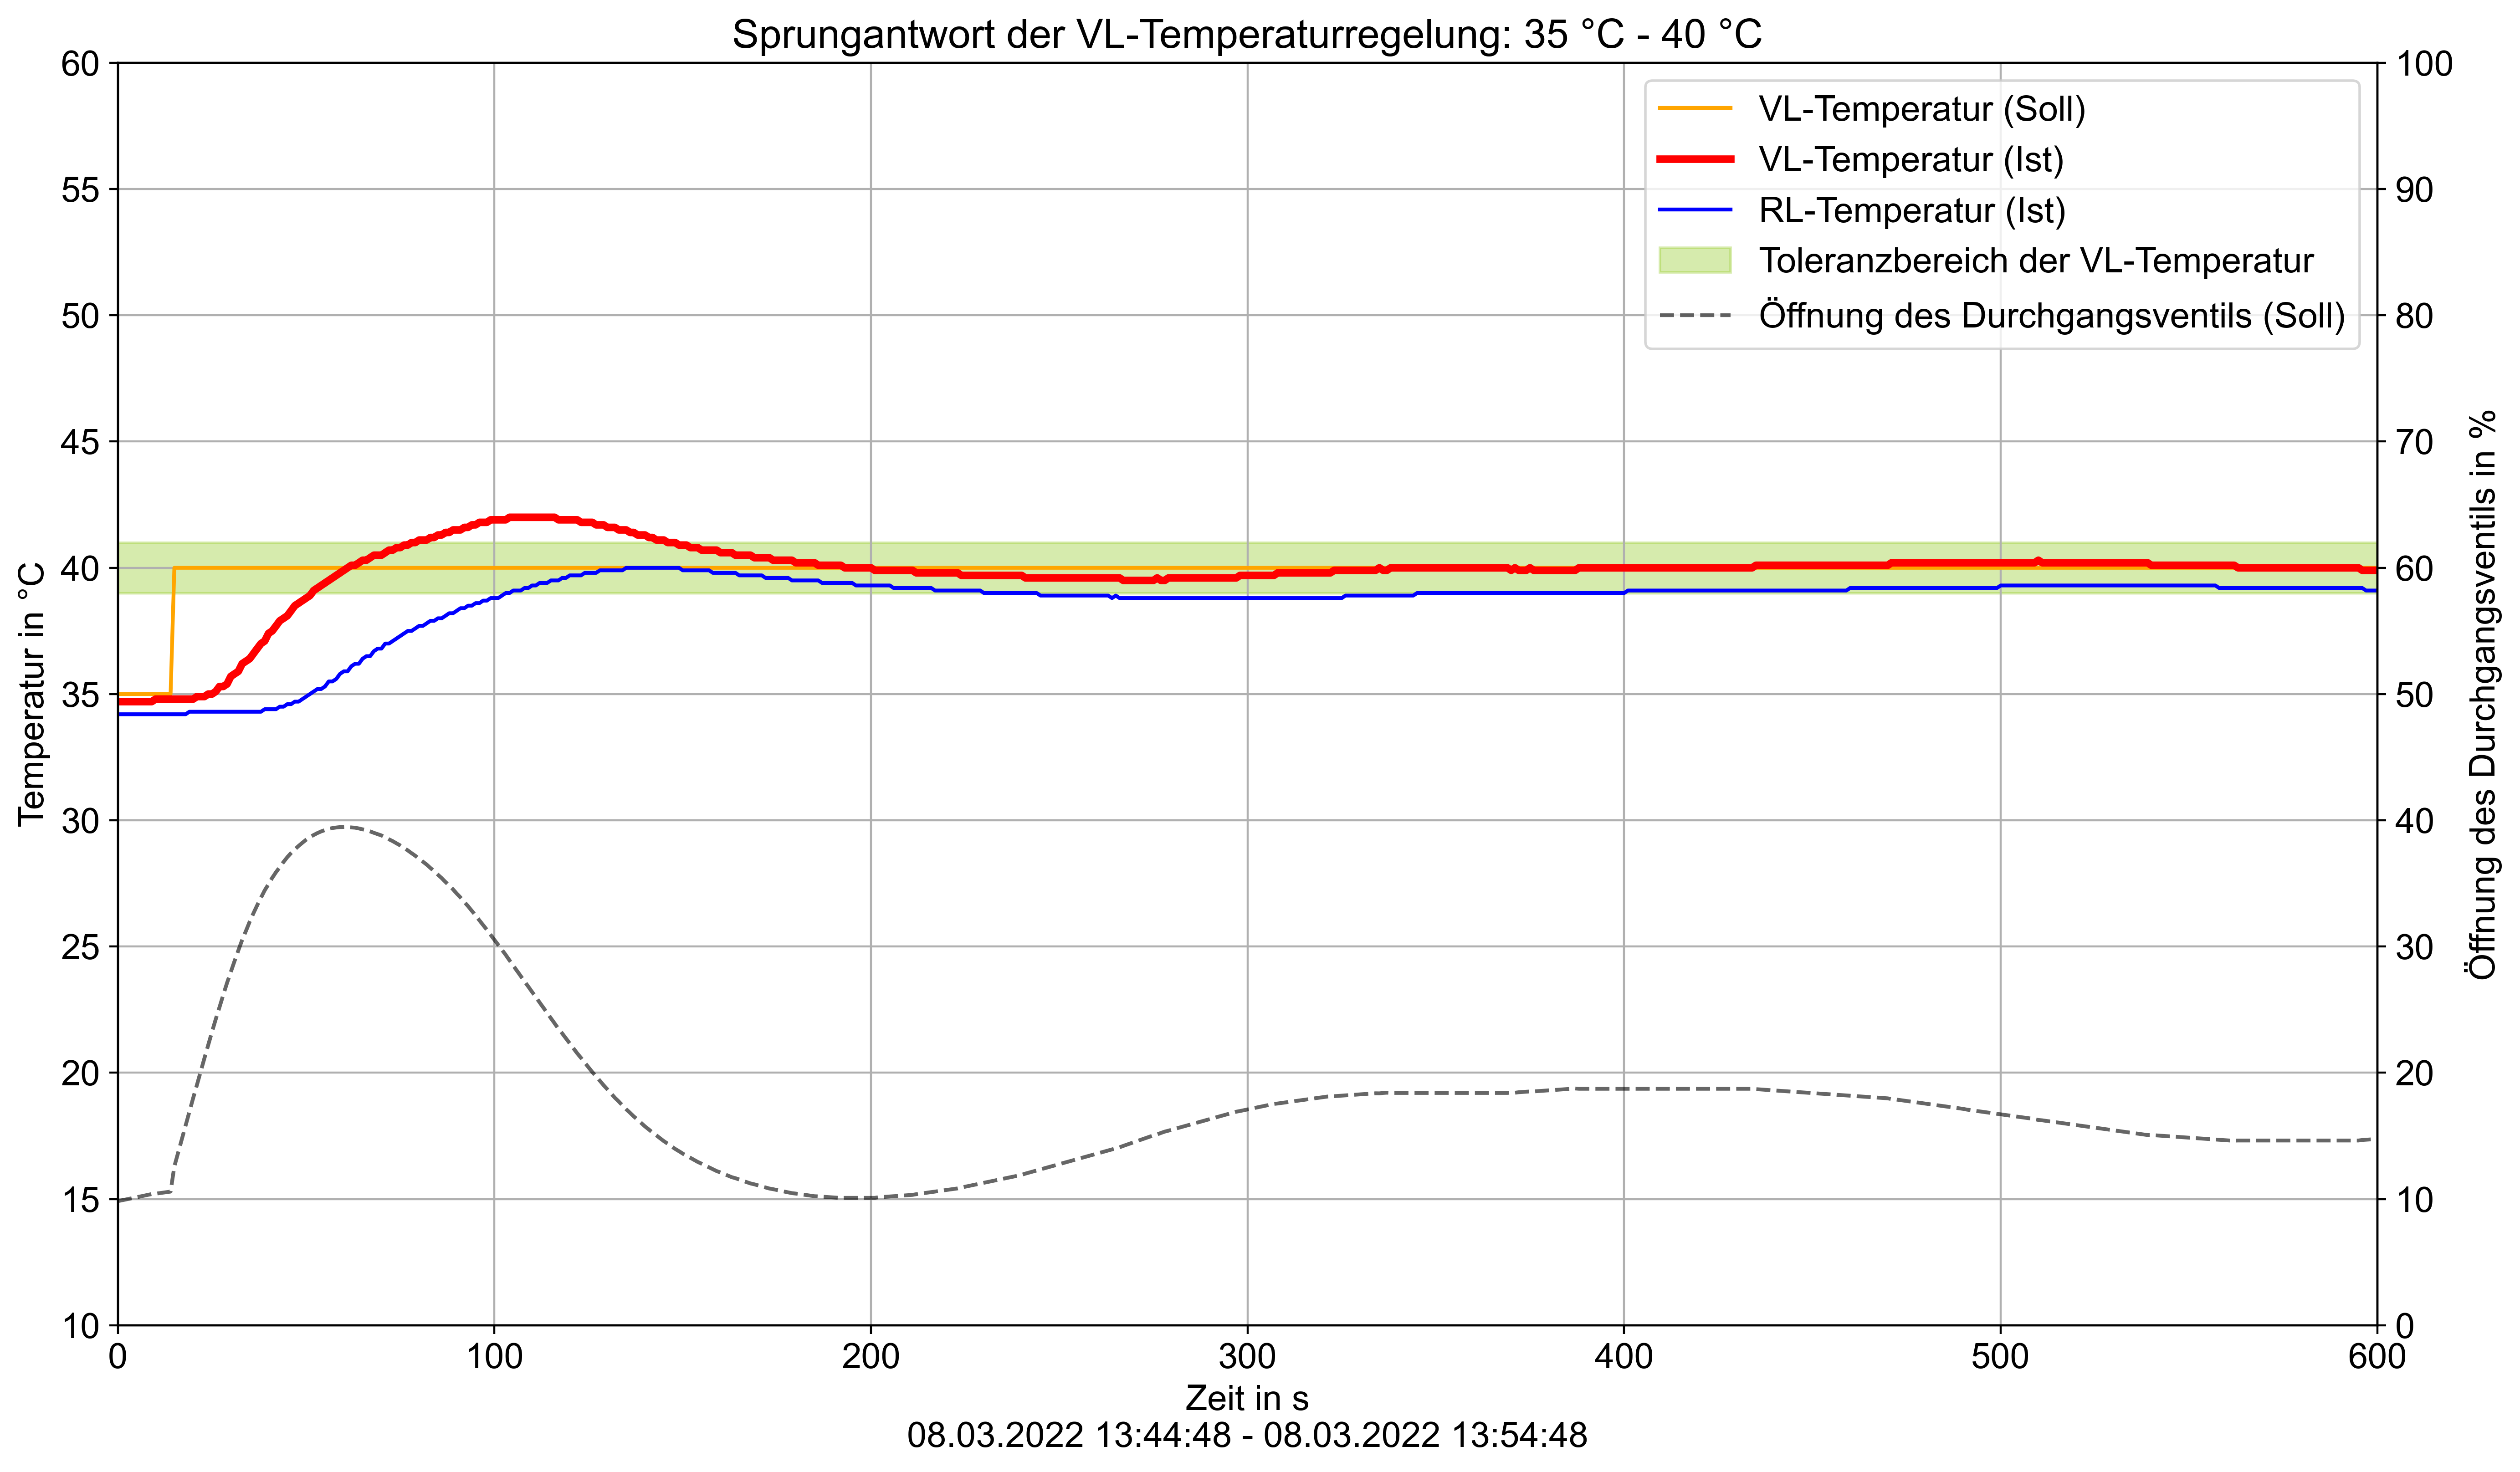 Sprungantwort der VL-Temperaturregelung: 35 °C - 40 °C
VL-Temperatur (Soll)
VL-Temperatur (Ist)
RL-Temperatur (Ist)
Toleranzbereich der VL-Temperatur
Öffnung des Durchgangsventils (Soll)
Temperatur in °C
60
55
50
45
40
35
30
25
20
15
10
100
90
80
70
60
50
40
30
20
10
0
Öffnung des Durchgangsventils in %
0 100 200 300 400 500 600
Zeit in s
08.03.2022 13:44:48 - 08.03.2022 13:54:48